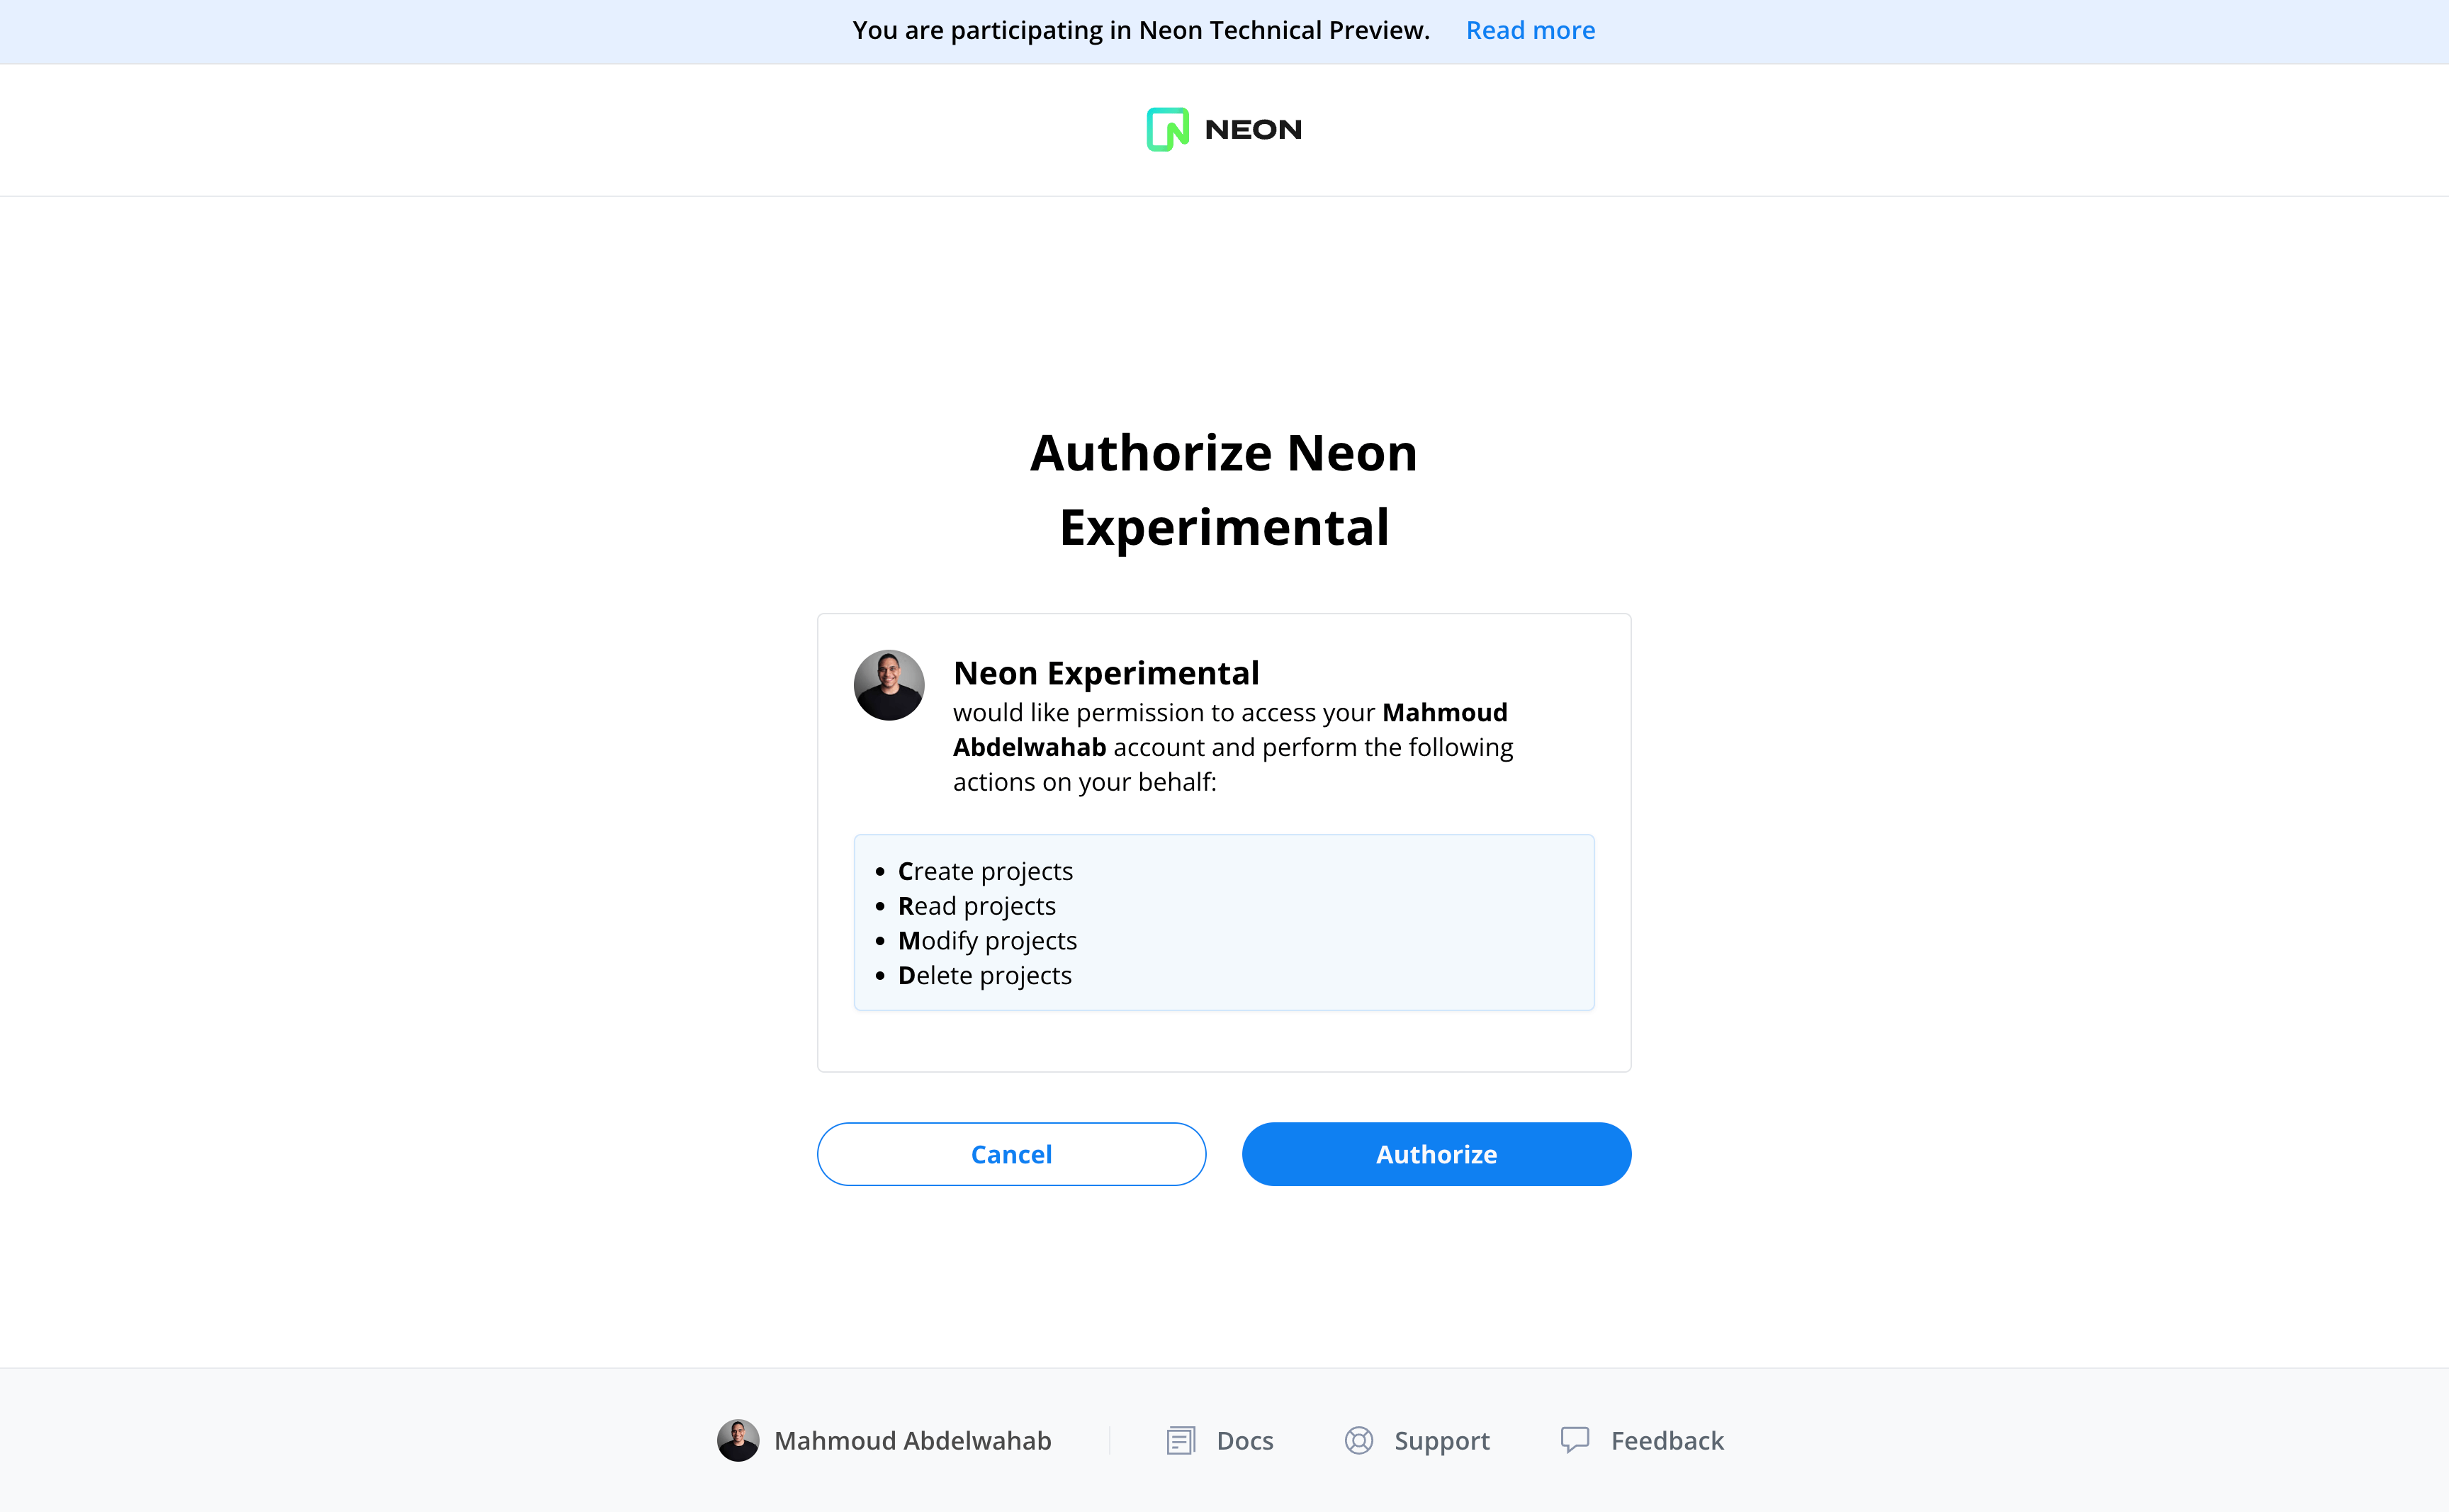 You are participating in Neon Technical Preview. Read more
NEON
Authorize Neon
Experimental
Neon Experimental
would like permission to access your Mahmoud
Abdelwahab account and perform the following
actions on your behalf:
Create projects
Read projects
Modify projects
Delete projects
Cancel Authorize
Mahmoud Abdelwahab Docs Support Feedback